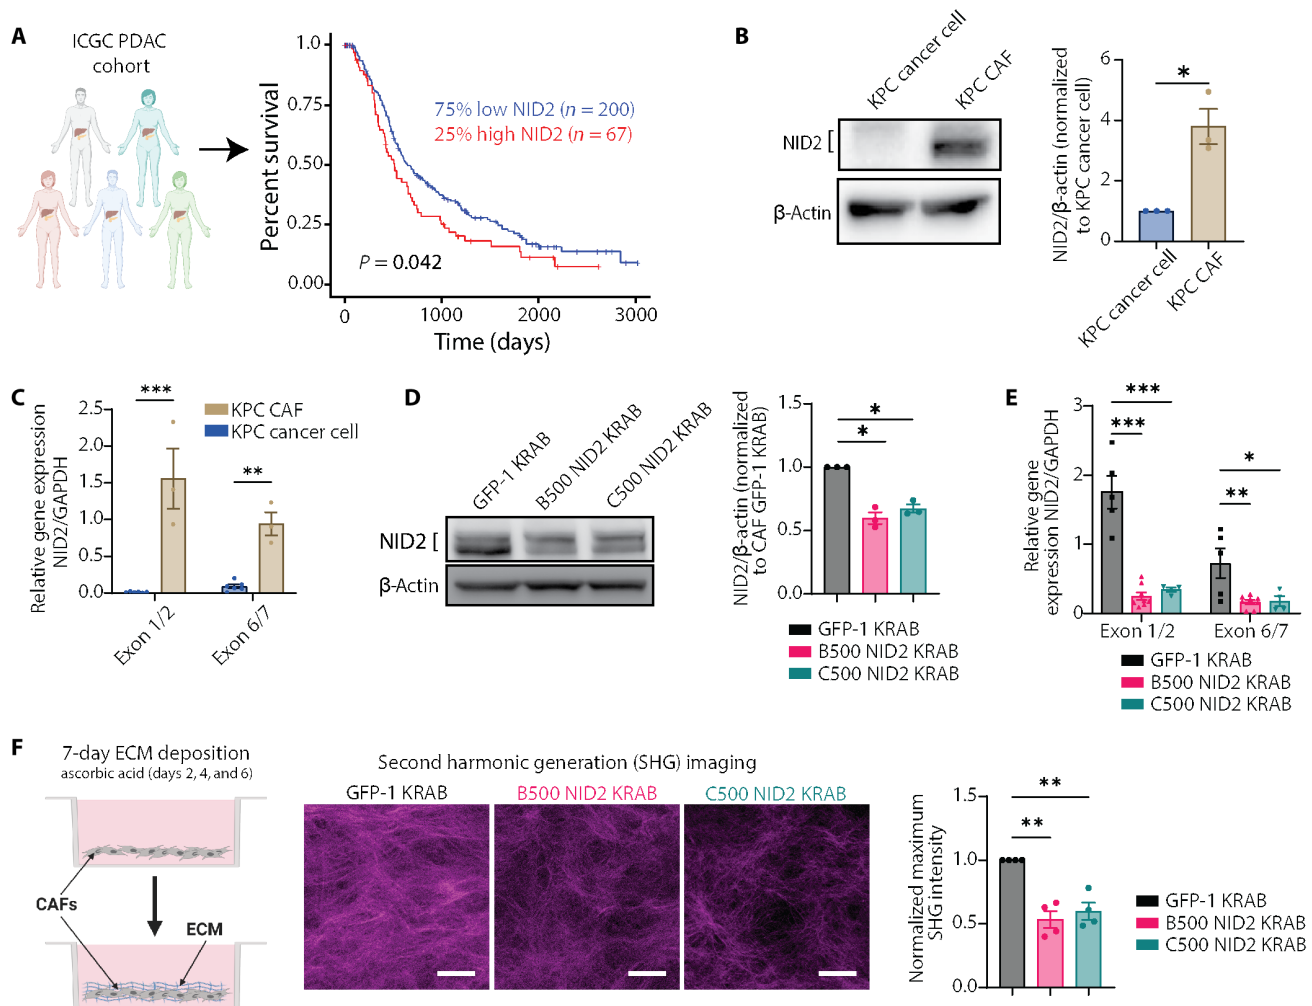 A
ICGC PDAC
cohort
Percent survival
1.0
0.75
0.50
0.25
0.00
75% low NID2 (n = 200)
25% high NID2 (n = 67)
P = 0.042
0
1000
2000
3000
Time (days)
B
KPC cancer cell
KPC CAF
NID2 [
β-Actin
NID2/β-actin (normalized
to KPC cancer cell)
6
4
2
0
*
KPC cancer cell
KPC CAF
C
Relative gene expression
NID2/GAPDH
2.5
2.0
1.5
1.0
0.5
0.0
***
**
KPC CAF
KPC cancer cell
Exon 1/2
Exon 6/7
D
GFP-1 KRAB
B500 NID2 KRAB
C500 NID2 KRAB
NID2 [
β-Actin
NID2/β-actin (normalized
to CAF GFP-1 KRAB)
1.5
1.0
0.5
0.0
*
*
GFP-1 KRAB
B500 NID2 KRAB
C500 NID2 KRAB
E
Relative gene
expression NID2/GAPDH
3
2
1
0
***
***
*
**
Exon 1/2
Exon 6/7
GFP-1 KRAB
B500 NID2 KRAB
C500 NID2 KRAB
F
7-day ECM deposition
ascorbic acid (days 2, 4, and 6)
CAFs
ECM
Second harmonic generation (SHG) imaging
GFP-1 KRAB
B500 NID2 KRAB
C500 NID2 KRAB
Normalized maximum
SHG intensity
1.5
1.0
0.5
0.0
**
**
GFP-1 KRAB
B500 NID2 KRAB
C500 NID2 KRAB